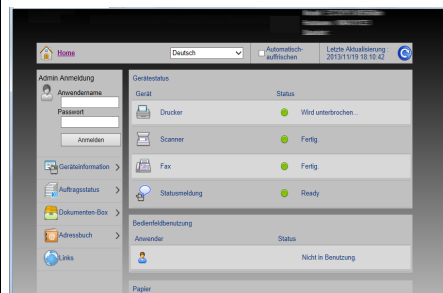 Home
Deutsch
Automatisch-
auffrischen
Letzte Aktualisierung :
2013/11/19 18:10:42
Admin Anmeldung
Anwendername
Passwort
Anmelden
Geräteinformation
Auftragsstatus
Dokumenten-Box
Adressbuch
Links
Gerätestatus
Gerät Status
Drucker Wird unterbrochen...
Scanner Fertig.
Fax Fertig.
Statusmeldung Ready
Bedienfeldbenutzung
Anwender Status
Nicht in Benutzung.
Papier